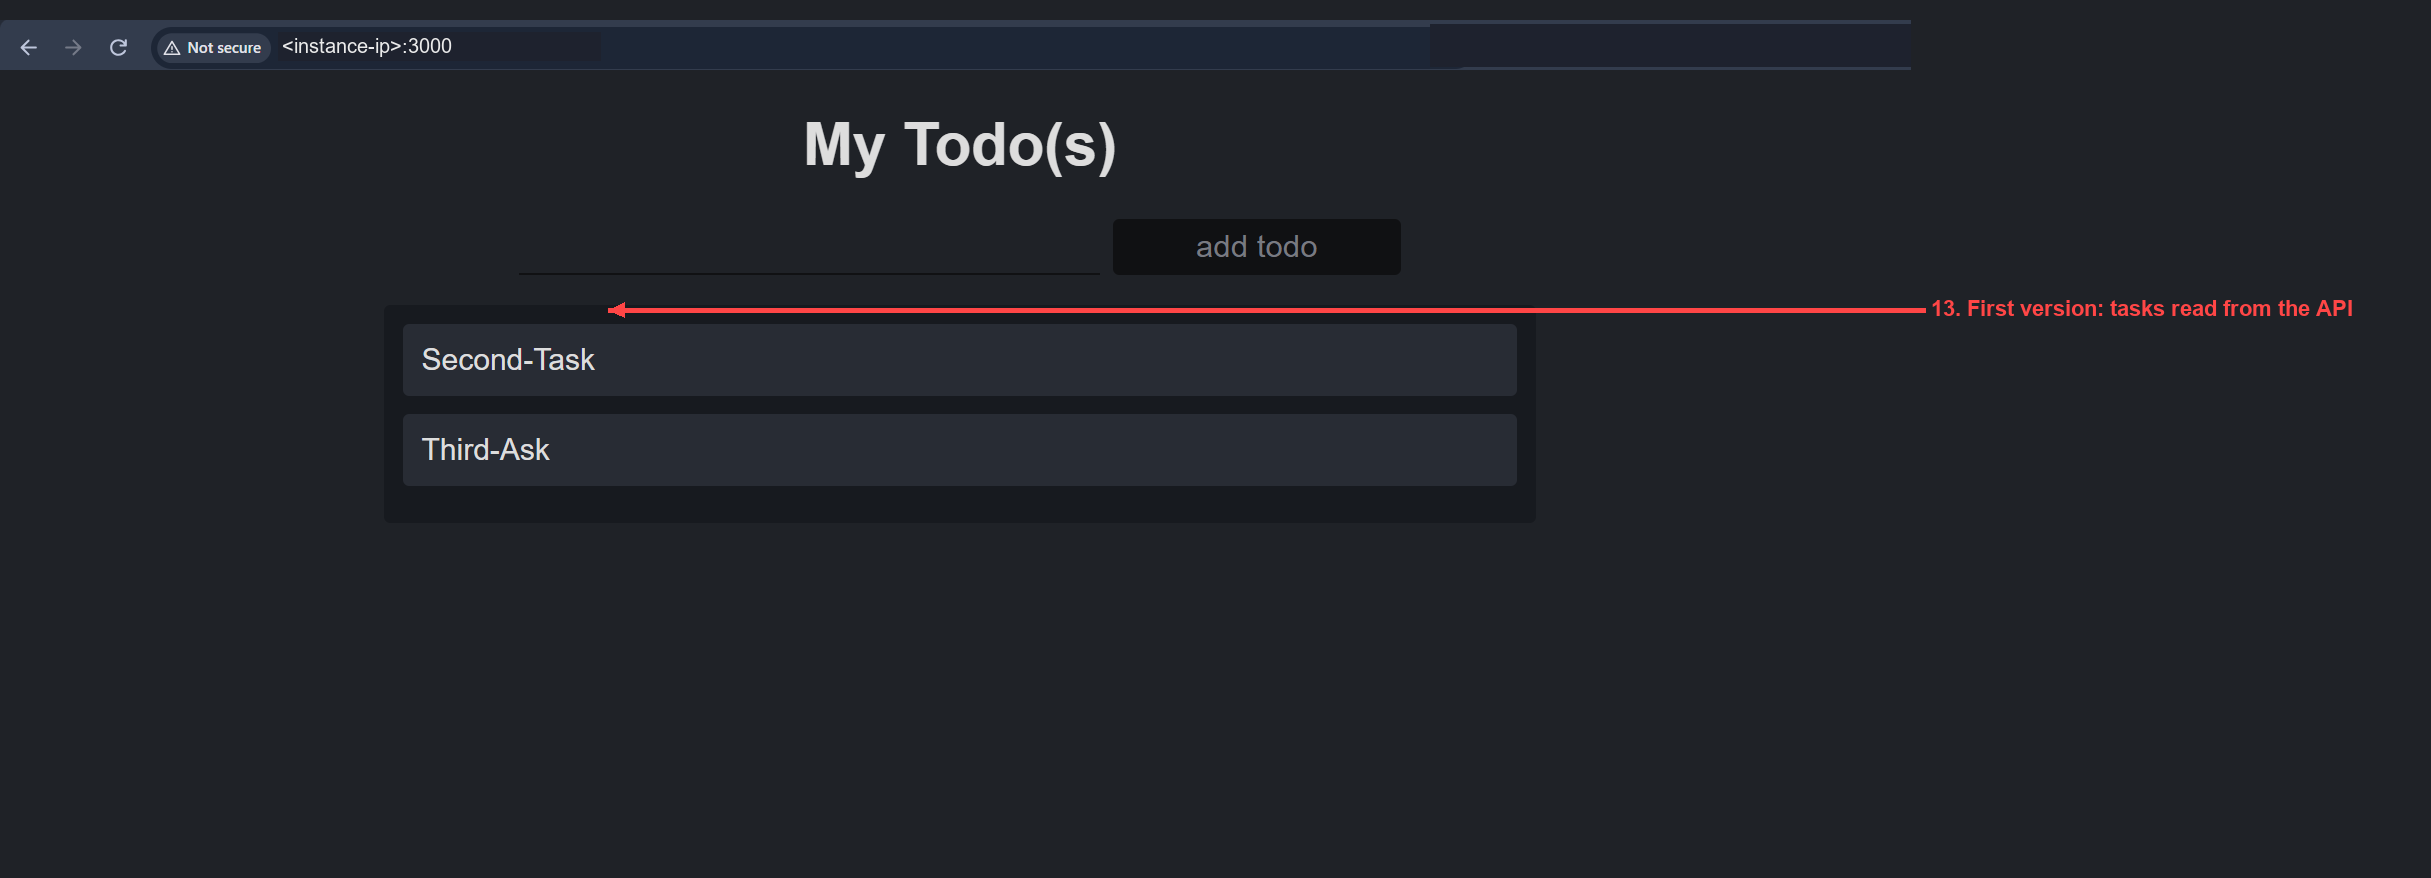 Not secure <instance-ip>:3000
My Todo(s)
add todo
13. First version: tasks read from the API
Second-Task
Third-Ask